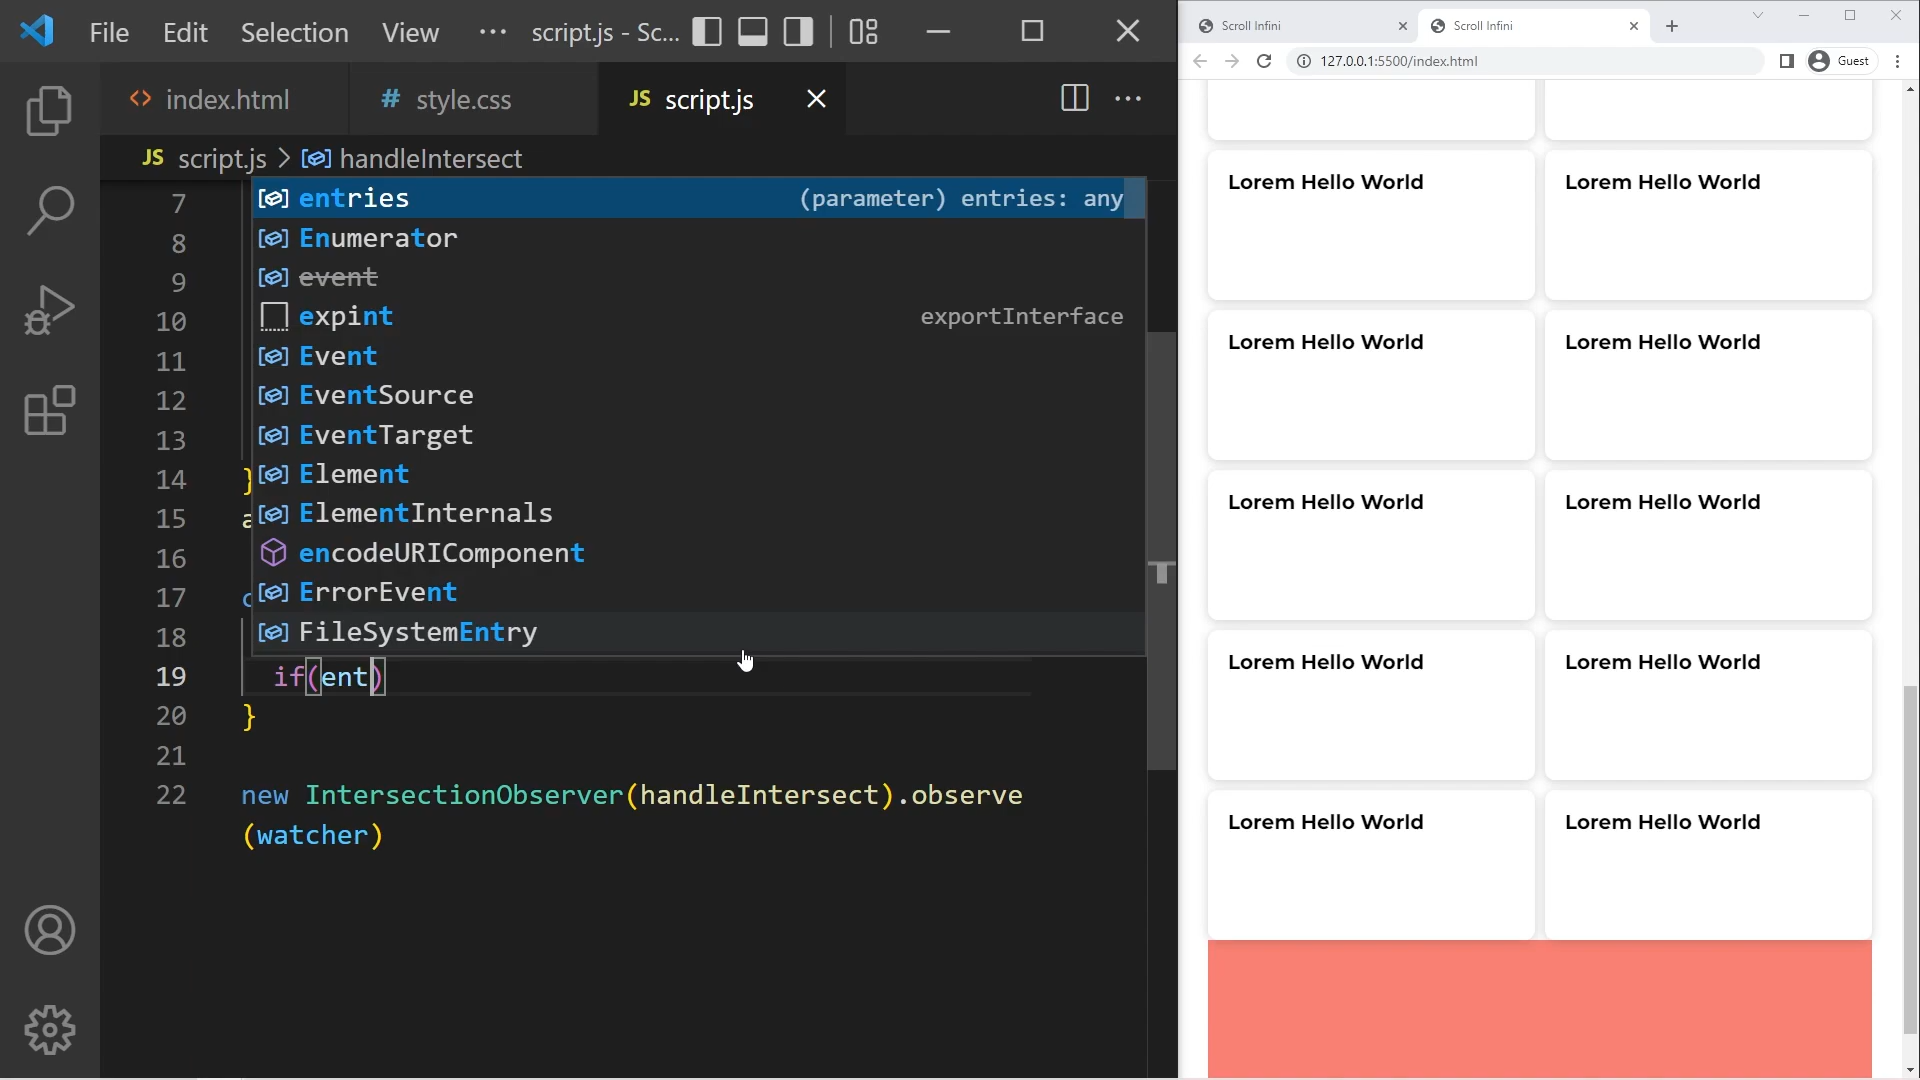 File Edit Selection View ··· script.js - Sc...
index.html
# style.css
JS script.js
JS script.js > handleIntersect
entries (parameter) entries: any
Enumerator
event
expint exportInterface
Event
EventSource
EventTarget
Element
ElementInternals
encodeURIComponent
ErrorEvent
FileSystemEntry
7
8
9
10
11
12
13
14 }
15 a
16
17 c
18
19 if(ent)
20 }
21
22 new IntersectionObserver(handleIntersect).observe
(watcher)
Scroll Infini
Scroll Infini
127.0.0.1:5500/index.html
Guest
Lorem Hello World Lorem Hello World
Lorem Hello World Lorem Hello World
Lorem Hello World Lorem Hello World
Lorem Hello World Lorem Hello World
Lorem Hello World Lorem Hello World